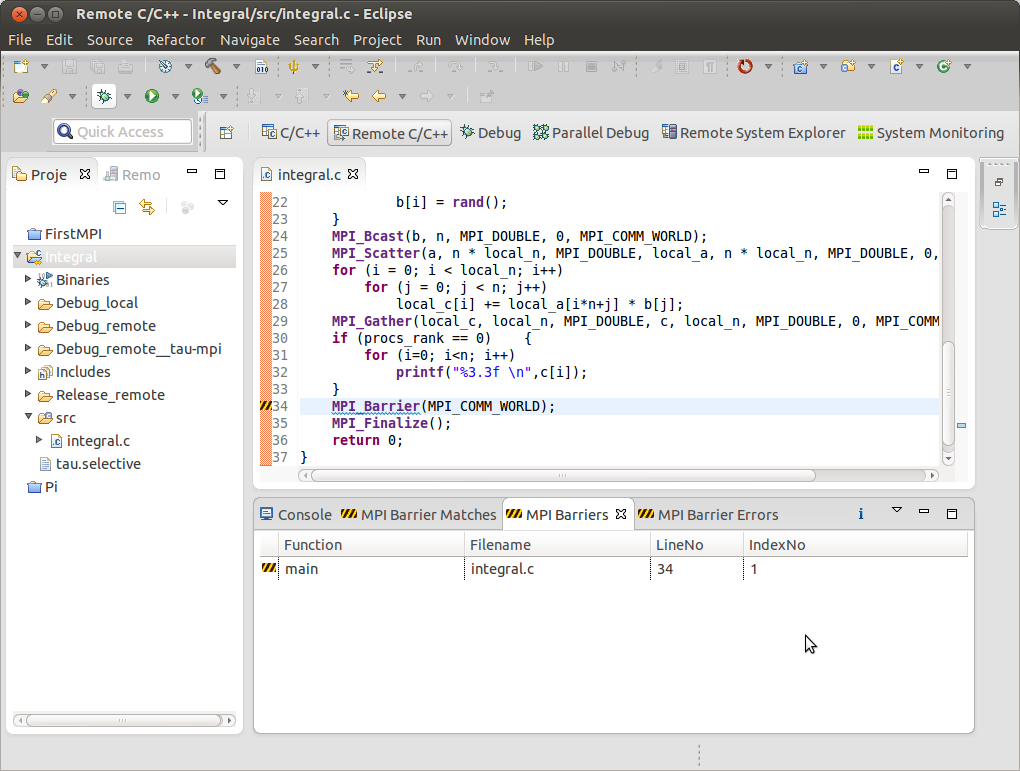 Remote C/C++ - Integral/src/integral.c - Eclipse
File Edit Source Refactor Navigate Search Project Run Window Help
010
Quick Access C/C++ Remote C/C++ Debug Parallel Debug Remote System Explorer System Monitoring
Proje Remo
FirstMPI
Integral
Binaries
Debug_local
Debug_remote
Debug_remote__tau-mpi
Includes
Release_remote
src
integral.c
tau.selective
Pi
integral.c
22 b[i] = rand();
23 }
24 MPI_Bcast(b, n, MPI_DOUBLE, 0, MPI_COMM_WORLD);
25 MPI_Scatter(a, n * local_n, MPI_DOUBLE, local_a, n * local_n, MPI_DOUBLE, 0,
26 for (i = 0; i < local_n; i++)
27 for (j = 0; j < n; j++)
28 local_c[i] += local_a[i*n+j] * b[j];
29 MPI_Gather(local_c, local_n, MPI_DOUBLE, c, local_n, MPI_DOUBLE, 0, MPI_COMM
30 if (procs_rank == 0) {
31 for (i=0; i<n; i++)
32 printf("%3.3f \n",c[i]);
33 }
34 MPI_Barrier(MPI_COMM_WORLD);
35 MPI_Finalize();
36 return 0;
37 }
Console MPI Barrier Matches MPI Barriers MPI Barrier Errors
Function Filename LineNo IndexNo
main integral.c 34 1